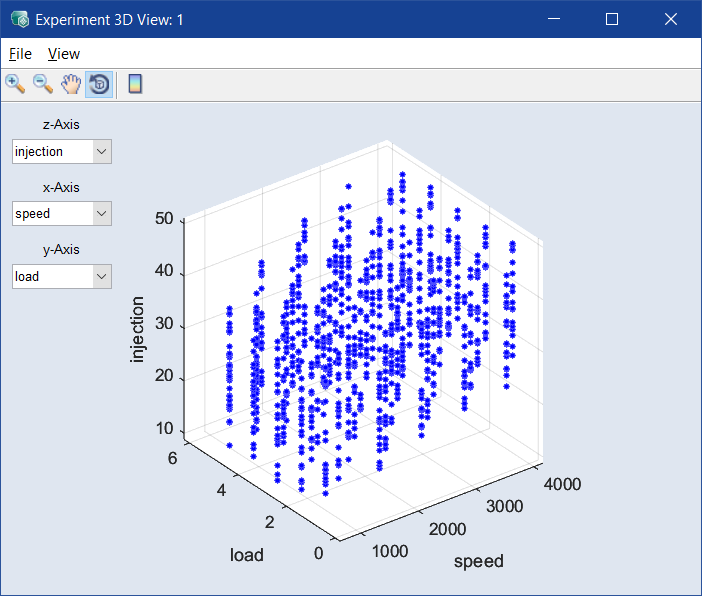 Experiment 3D View: 1
File View
z-Axis
injection
x-Axis
speed
y-Axis
load
50
40
30
20
10
injection
6
4
2
0
load
1000
2000
3000
4000
speed